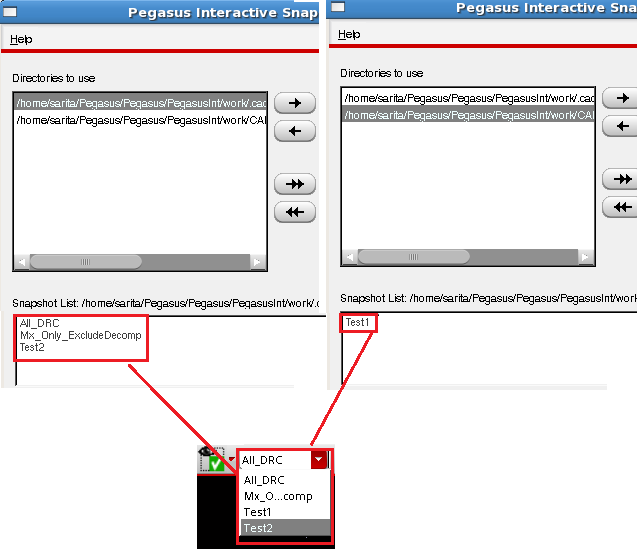 Pegasus Interactive Snap
Help
Directories to use
/home/sarita/Pegasus/Pegasus/PegasusInt/work/.cad
/home/sarita/Pegasus/Pegasus/PegasusInt/work/CAI
Snapshot List: /home/sarita/Pegasus/Pegasus/PegasusInt/work/.c
All_DRC
Mx_Only_ExcludeDecomp
Test2
Pegasus Interactive Sna
Help
Directories to use
/home/sarita/Pegasus/Pegasus/PegasusInt/work/.cac
/home/sarita/Pegasus/Pegasus/PegasusInt/work/CAI
Snapshot List: /home/sarita/Pegasus/Pegasus/PegasusInt/work
Test1
All_DRC
All_DRC
Mx_O...comp
Test1
Test2